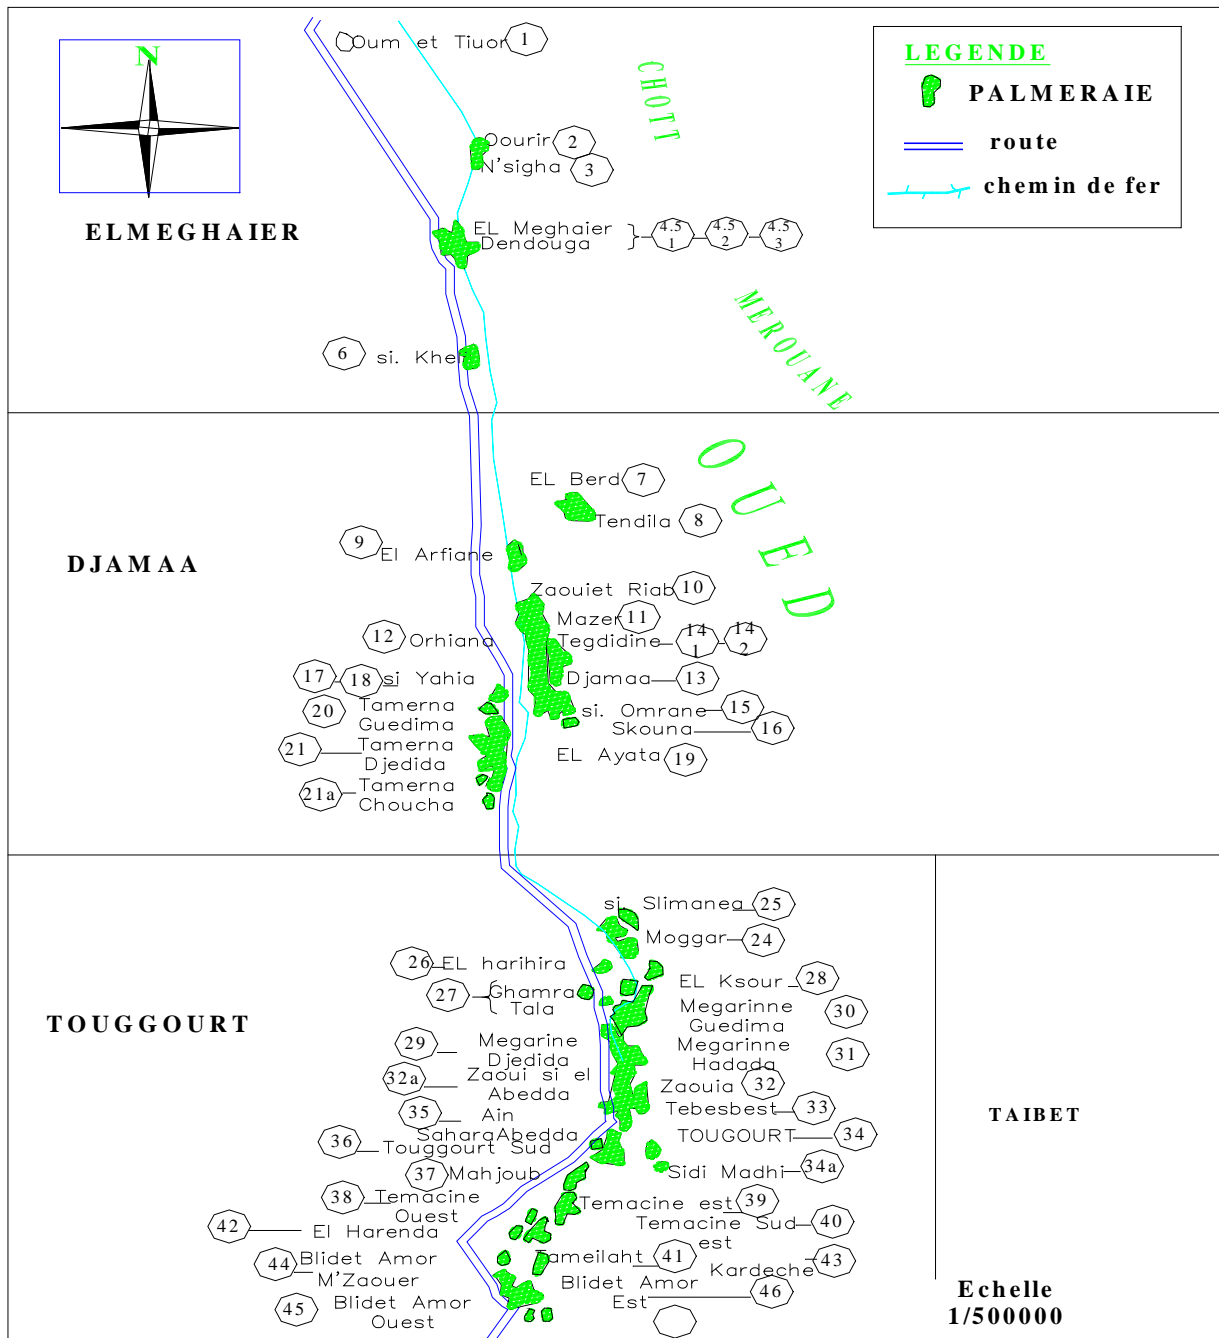 N
Oum et Tiuor 1
CHOTT
LEGENDE
PALMERAIE
route
chemin de fer
Oourir 2
N'sigha 3
ELMEGHAIER
EL Meghaier
Dendouga
4.5 1
4.5 2
4.5 3
MEROUANE
6 si. Khe
OUED
EL Berd 7
Tendila 8
DJAMAA
9 El Arfiane
Zaouiet Riab 10
Mazer 11
12 Orhiana
Tegdidine 14 1 14 2
17 18 si Yahia
Djamaa 13
20 Tamerna
Guedima
si. Omrane 15
Skouna 16
21 Tamerna
Djedida
EL Ayata 19
21a Tamerna
Choucha
si. Slimanea 25
Moggar 24
26 EL harihira
27 Ghamra
Tala
EL Ksour 28
TOUGGOURT
Megarinne
Guedima 30
29 Megarine
Djedida
Megarinne
Hadada 31
32a Zaoui si el
Abedda
Zaouia 32
35 Ain
SaharaAbedda
Tebesbest 33
TAIBET
36 Touggourt Sud
TOUGOURT 34
37 Mahjoub
Sidi Madhi 34a
38 Temacine
Ouest
Temacine est 39
42 El Harenda
Temacine Sud
est 40
44 Blidet Amor
M'Zaouer
Tameilaht 41
Kardeche 43
45 Blidet Amor
Ouest
Blidet Amor
Est 46
Echelle
1/500000